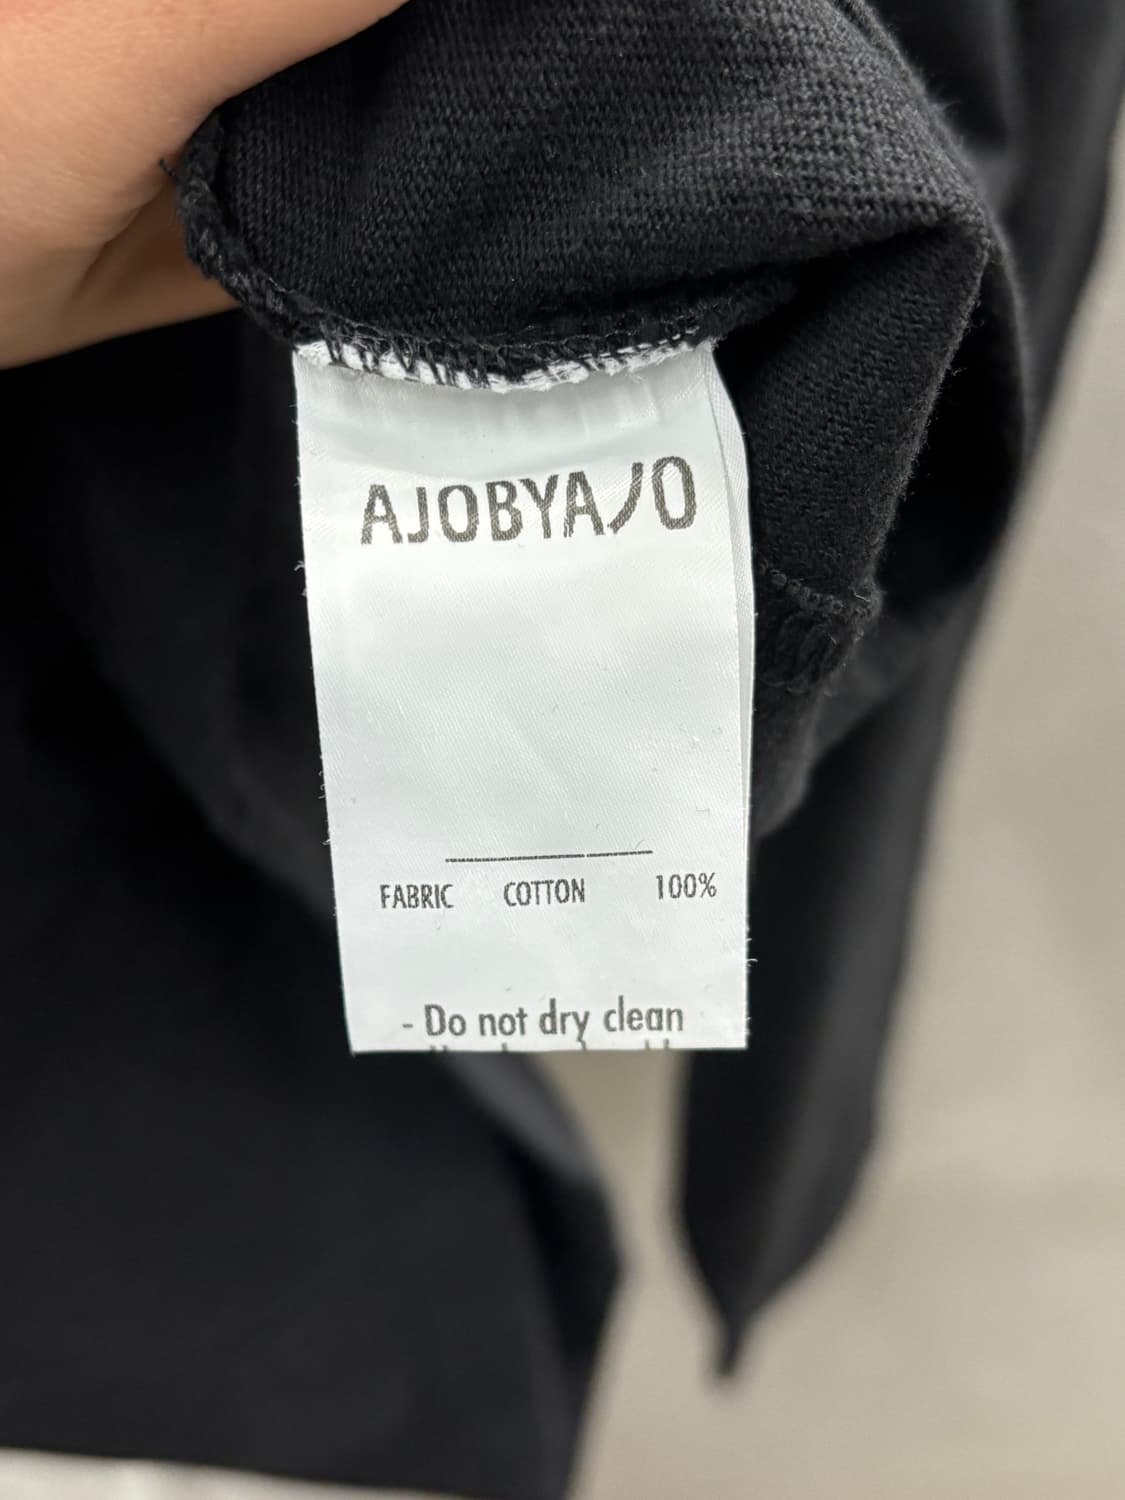 AJOBYAJO
FABRIC COTTON 100%
- Do not dry clean